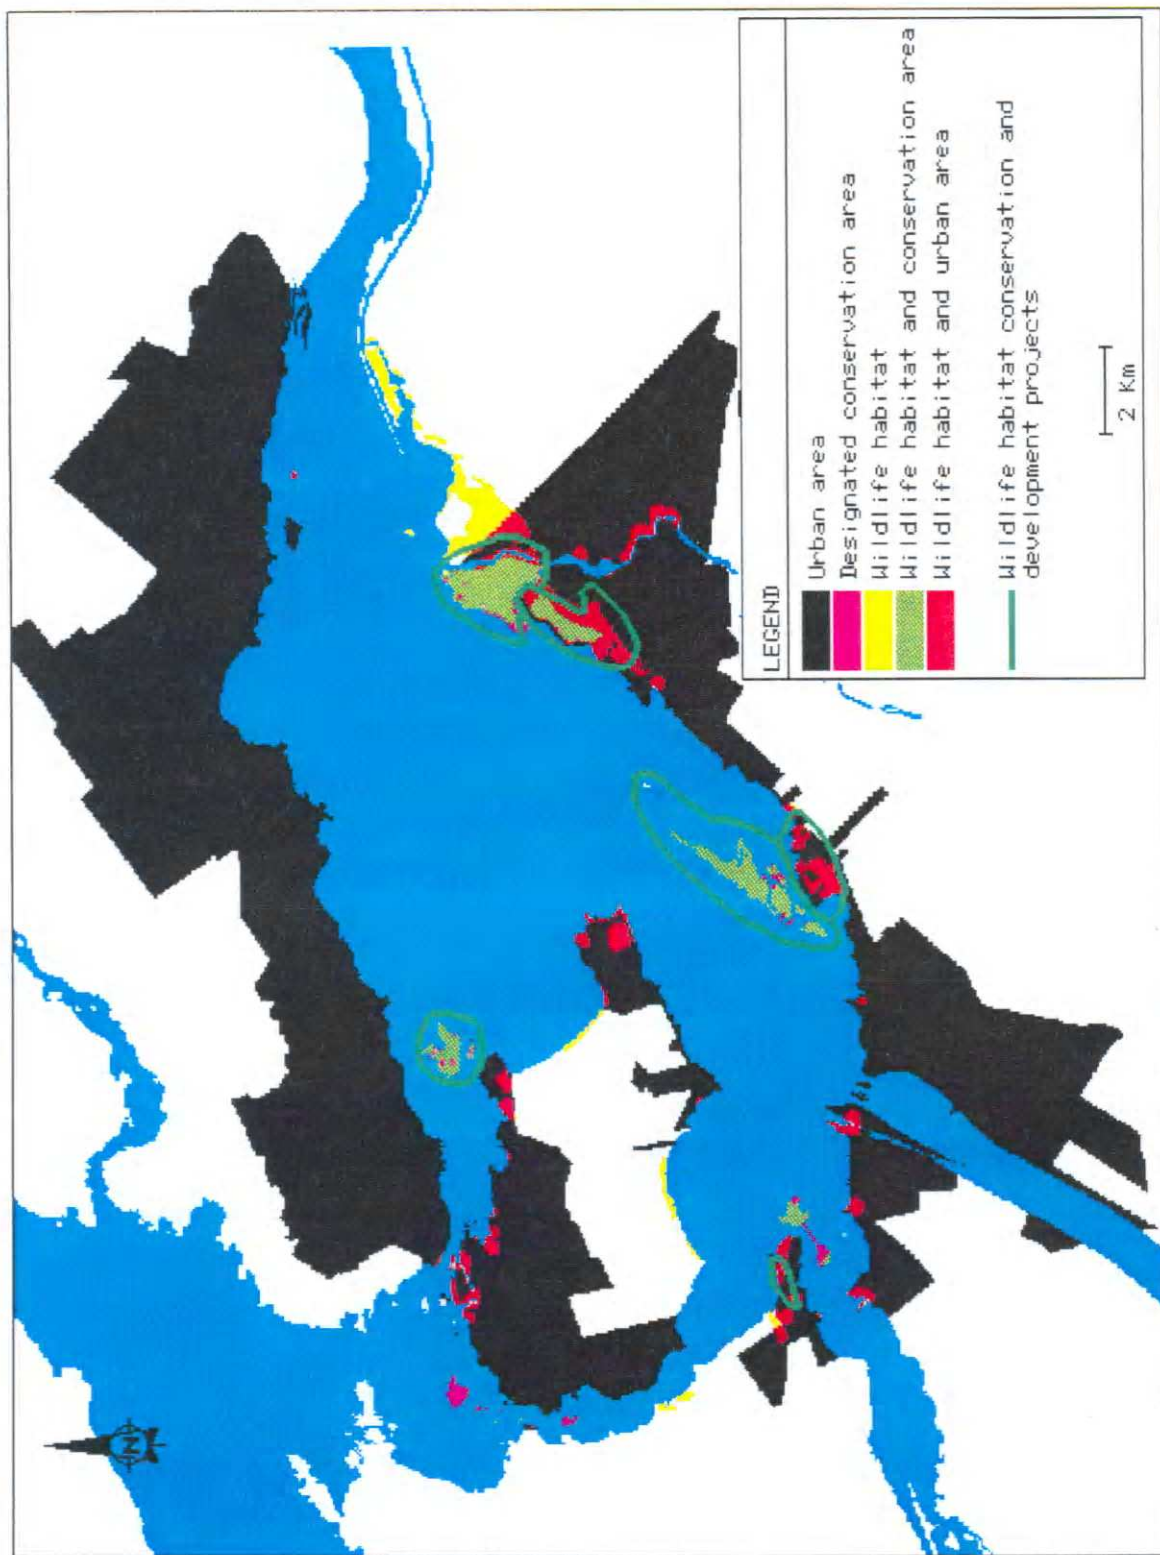 LEGEND
Urban area
Designated conservation area
Wildlife habitat
Wildlife habitat and conservation area
Wildlife habitat and urban area
Wildlife habitat conservation and
development projects
2 Km
N